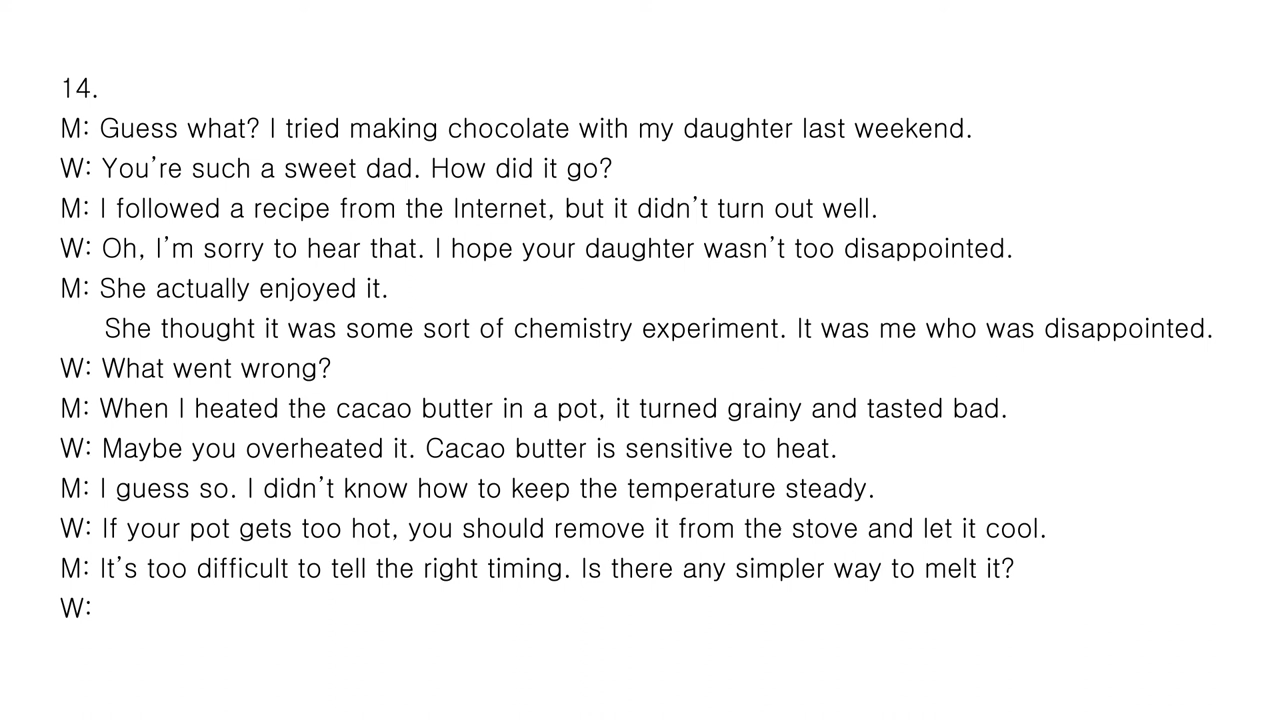 14.
M: Guess what? I tried making chocolate with my daughter last weekend.
W: You’re such a sweet dad. How did it go?
M: I followed a recipe from the Internet, but it didn’t turn out well.
W: Oh, I’m sorry to hear that. I hope your daughter wasn’t too disappointed.
M: She actually enjoyed it.
She thought it was some sort of chemistry experiment. It was me who was disappointed.
W: What went wrong?
M: When I heated the cacao butter in a pot, it turned grainy and tasted bad.
W: Maybe you overheated it. Cacao butter is sensitive to heat.
M: I guess so. I didn’t know how to keep the temperature steady.
W: If your pot gets too hot, you should remove it from the stove and let it cool.
M: It’s too difficult to tell the right timing. Is there any simpler way to melt it?
W: